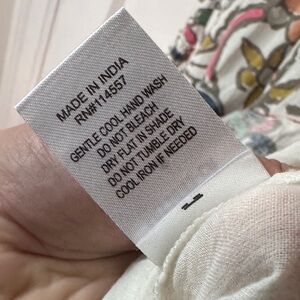 MADE IN INDIA
RN#114557
GENTLE COOL HAND WASH
DO NOT BLEACH
DRY FLAT IN SHADE
DO NOT TUMBLE DRY
COOL IRON IF NEEDED
L